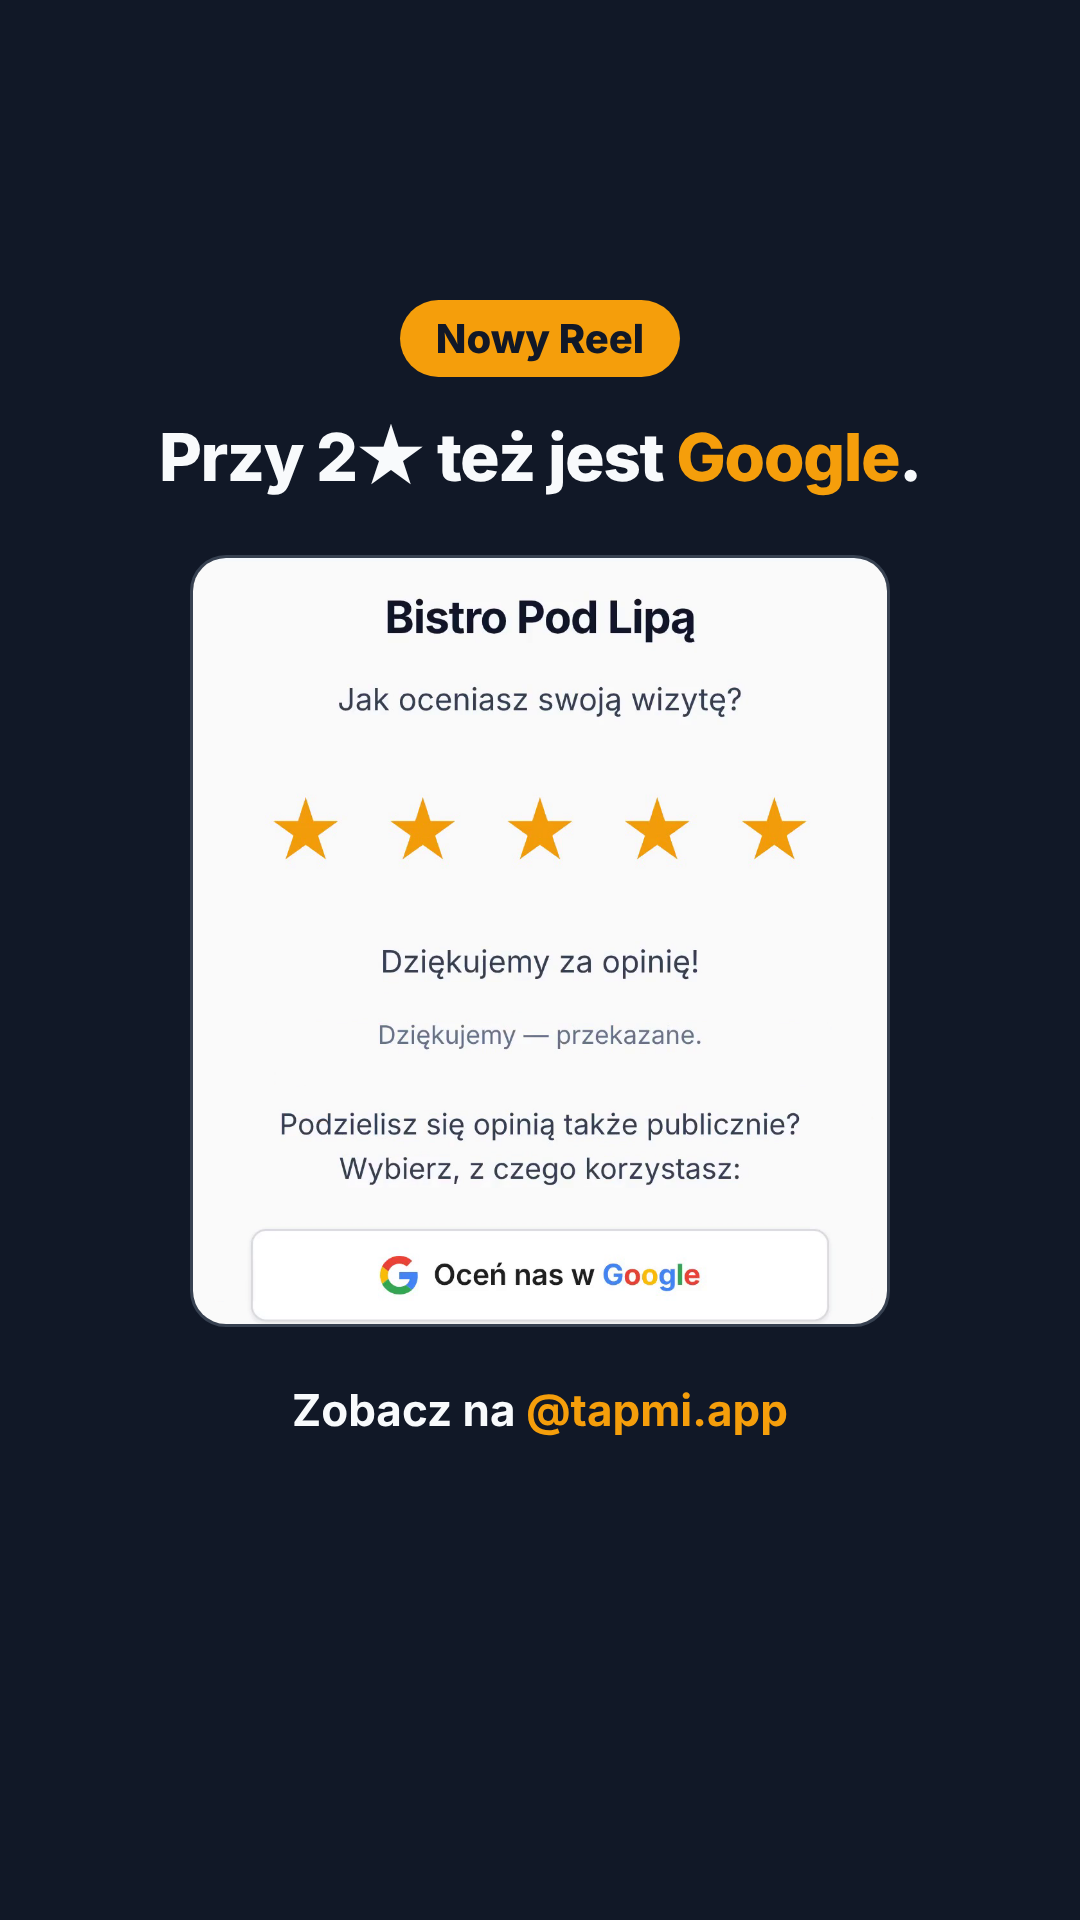 Nowy Reel
Przy 2★ też jest Google.
Bistro Pod Lipą
Jak oceniasz swoją wizytę?
★ ★ ★ ★ ★
Dziękujemy za opinię!
Dziękujemy — przekazane.
Podzielisz się opinią także publicznie?
Wybierz, z czego korzystasz:
Oceń nas w Google
Zobacz na @tapmi.app